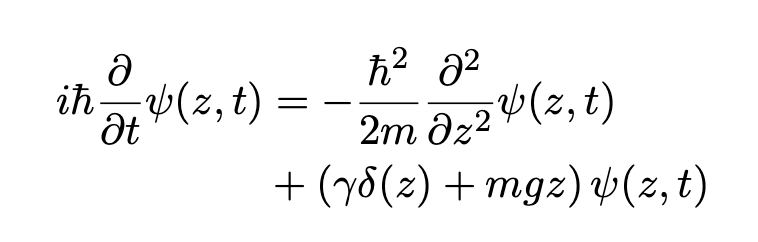 iħ ∂/∂t ψ(z, t) = − ħ²/2m ∂²/∂z² ψ(z, t)
+ (γδ(z) + mgz) ψ(z, t)